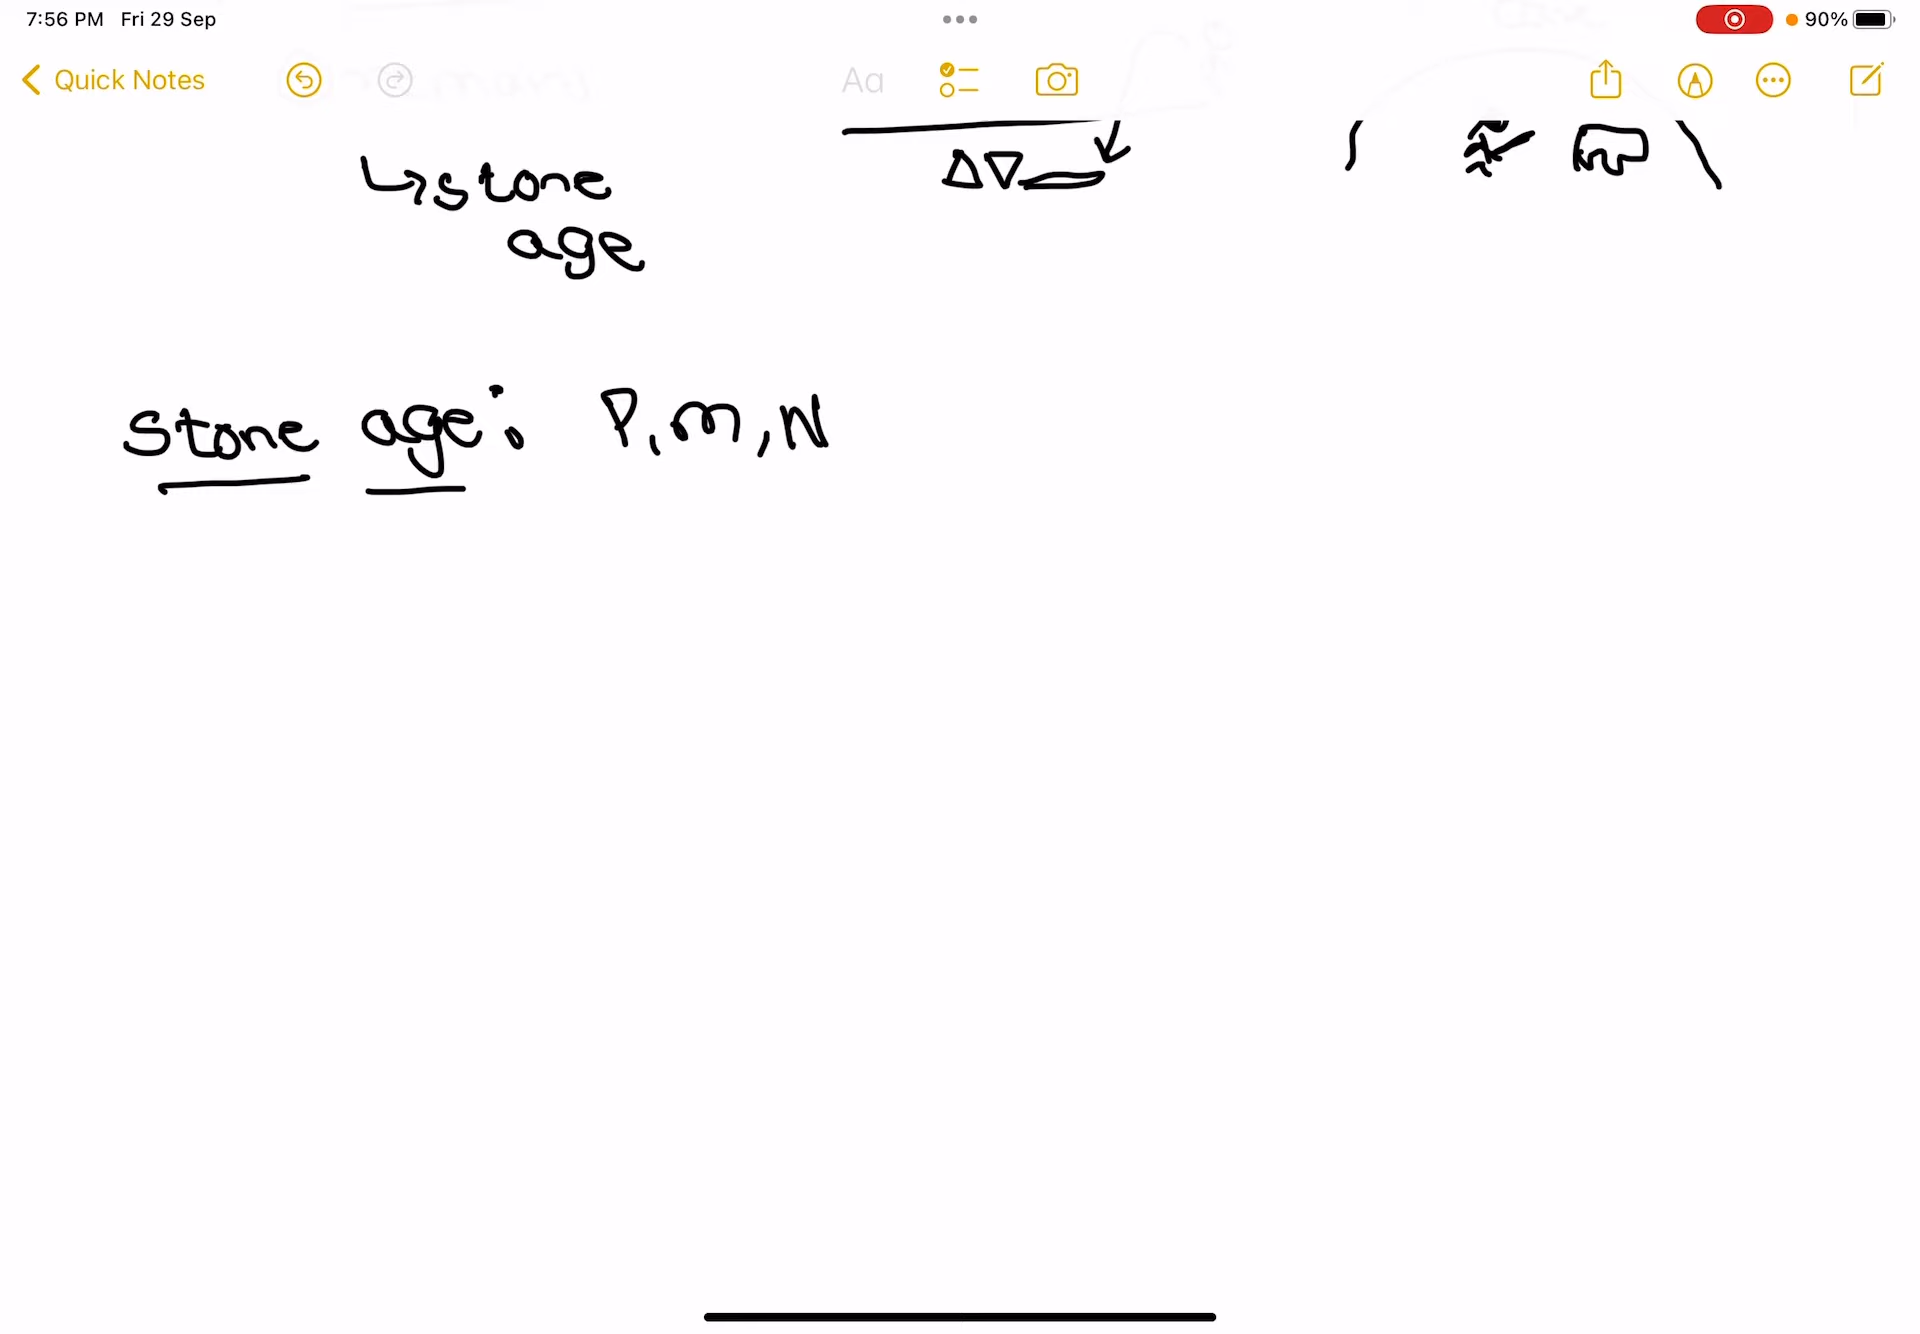 7:56 PM Fri 29 Sep
90%
Quick Notes
Aa
↳stone
age
Stone age: P, m, N